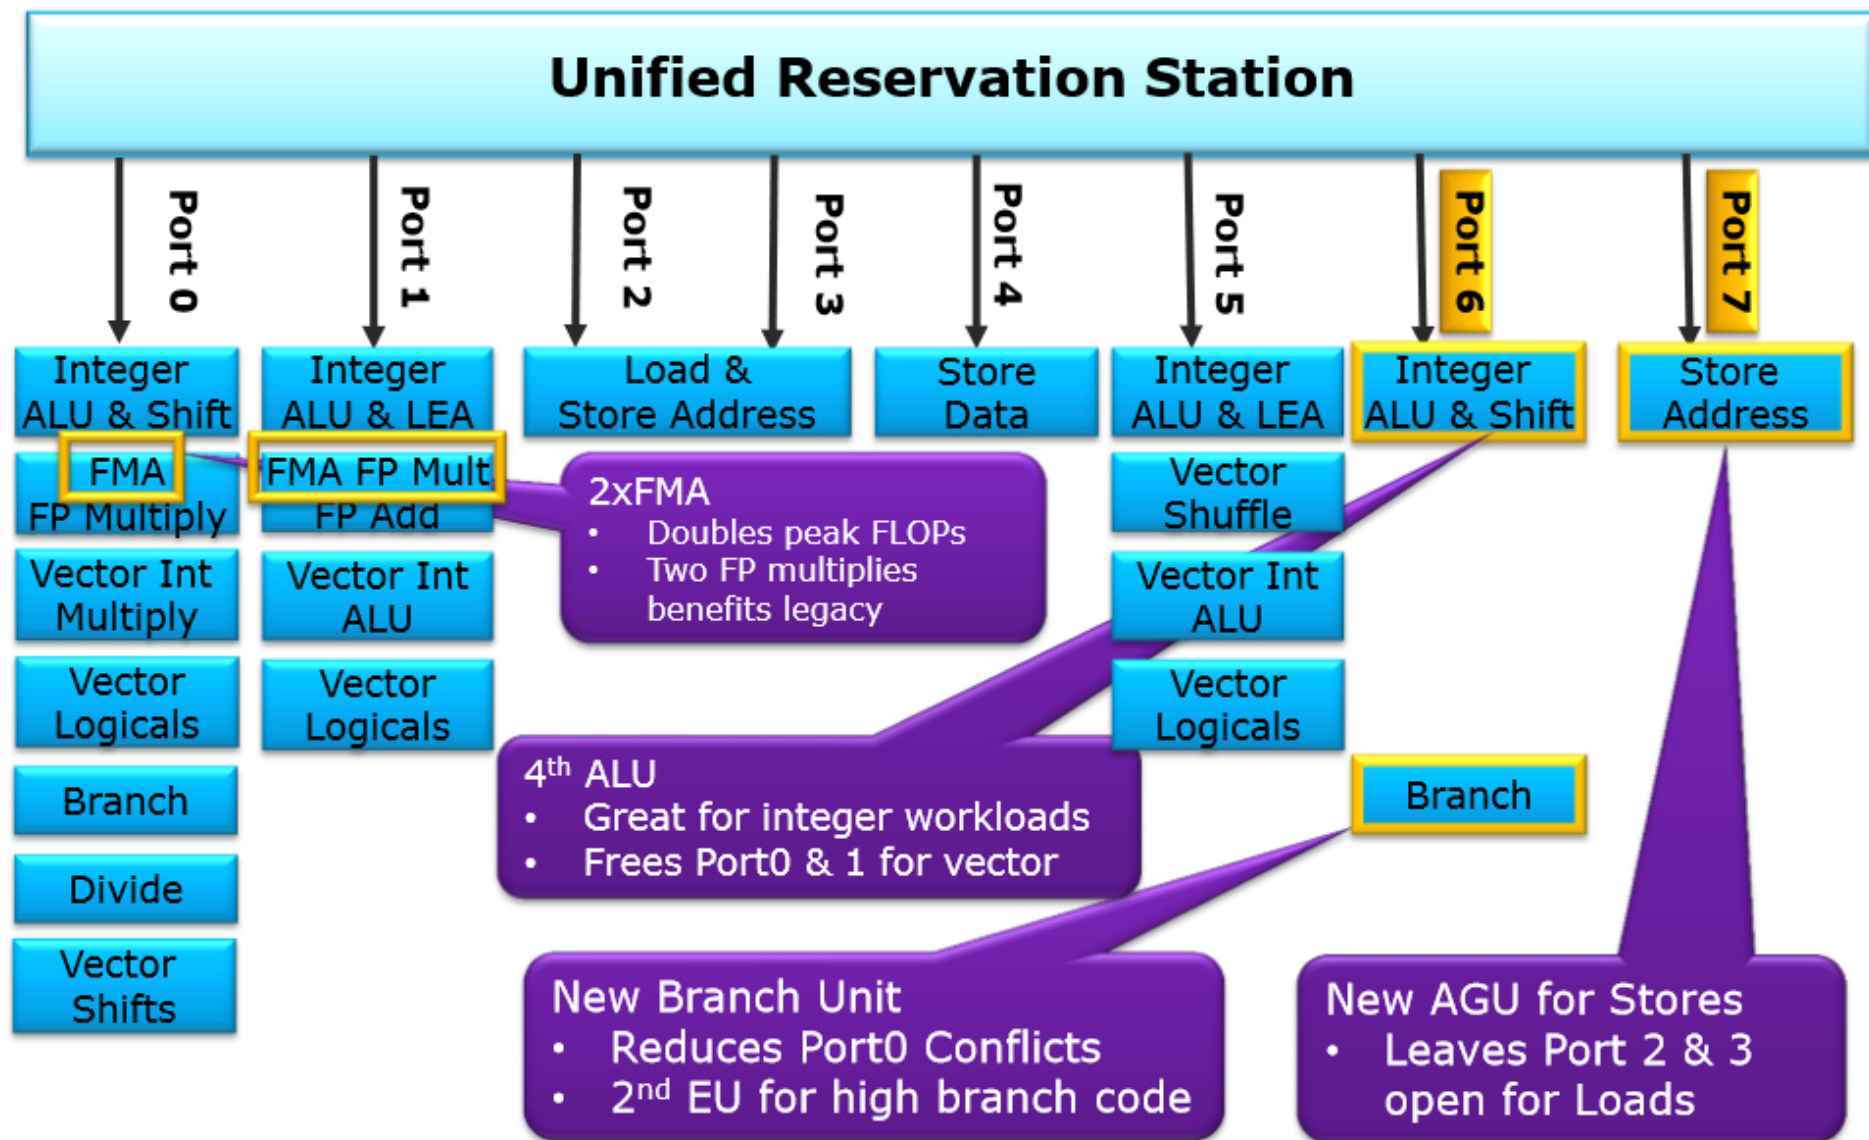 Unified Reservation Station
Port 0
Port 1
Port 2
Port 3
Port 4
Port 5
Port 6
Port 7
Integer
ALU & Shift
FMA
FP Multiply
Vector Int
Multiply
Vector
Logicals
Branch
Divide
Vector
Shifts
Integer
ALU & LEA
FMA FP Mult
FP Add
Vector Int
ALU
Vector
Logicals
Load &
Store Address
Store
Data
Integer
ALU & LEA
Vector
Shuffle
Vector Int
ALU
Vector
Logicals
Integer
ALU & Shift
Branch
Store
Address
2xFMA
• Doubles peak FLOPs
• Two FP multiplies
benefits legacy
4th ALU
• Great for integer workloads
• Frees Port0 & 1 for vector
New Branch Unit
• Reduces Port0 Conflicts
• 2nd EU for high branch code
New AGU for Stores
• Leaves Port 2 & 3
open for Loads